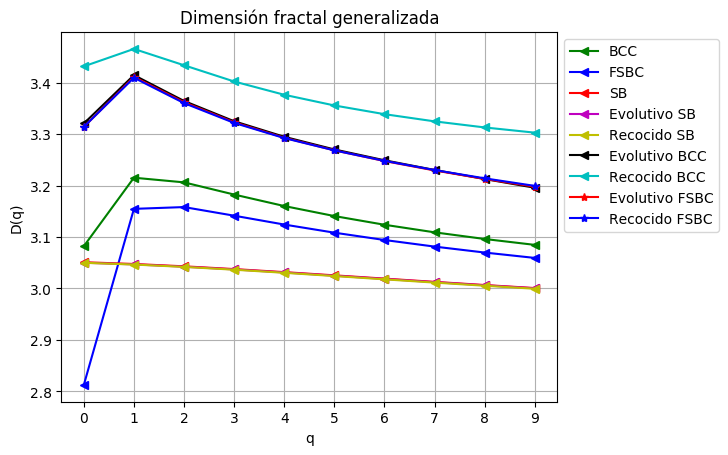 Dimensión fractal generalizada
D(q)
3.4
3.3
3.2
3.1
3.0
2.9
2.8
0 1 2 3 4 5 6 7 8 9
q
BCC
FSBC
SB
Evolutivo SB
Recocido SB
Evolutivo BCC
Recocido BCC
Evolutivo FSBC
Recocido FSBC